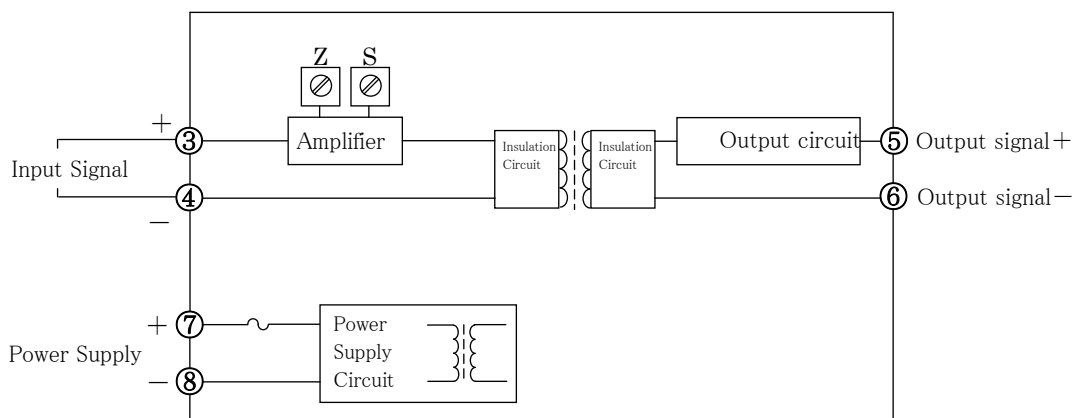 Z S
+
③ Amplifier Insulation Circuit Insulation Circuit Output circuit ⑤ Output signal+
Input Signal
④ ⑥ Output signal−
−
+ ⑦ Power
Power Supply Supply
− ⑧ Circuit